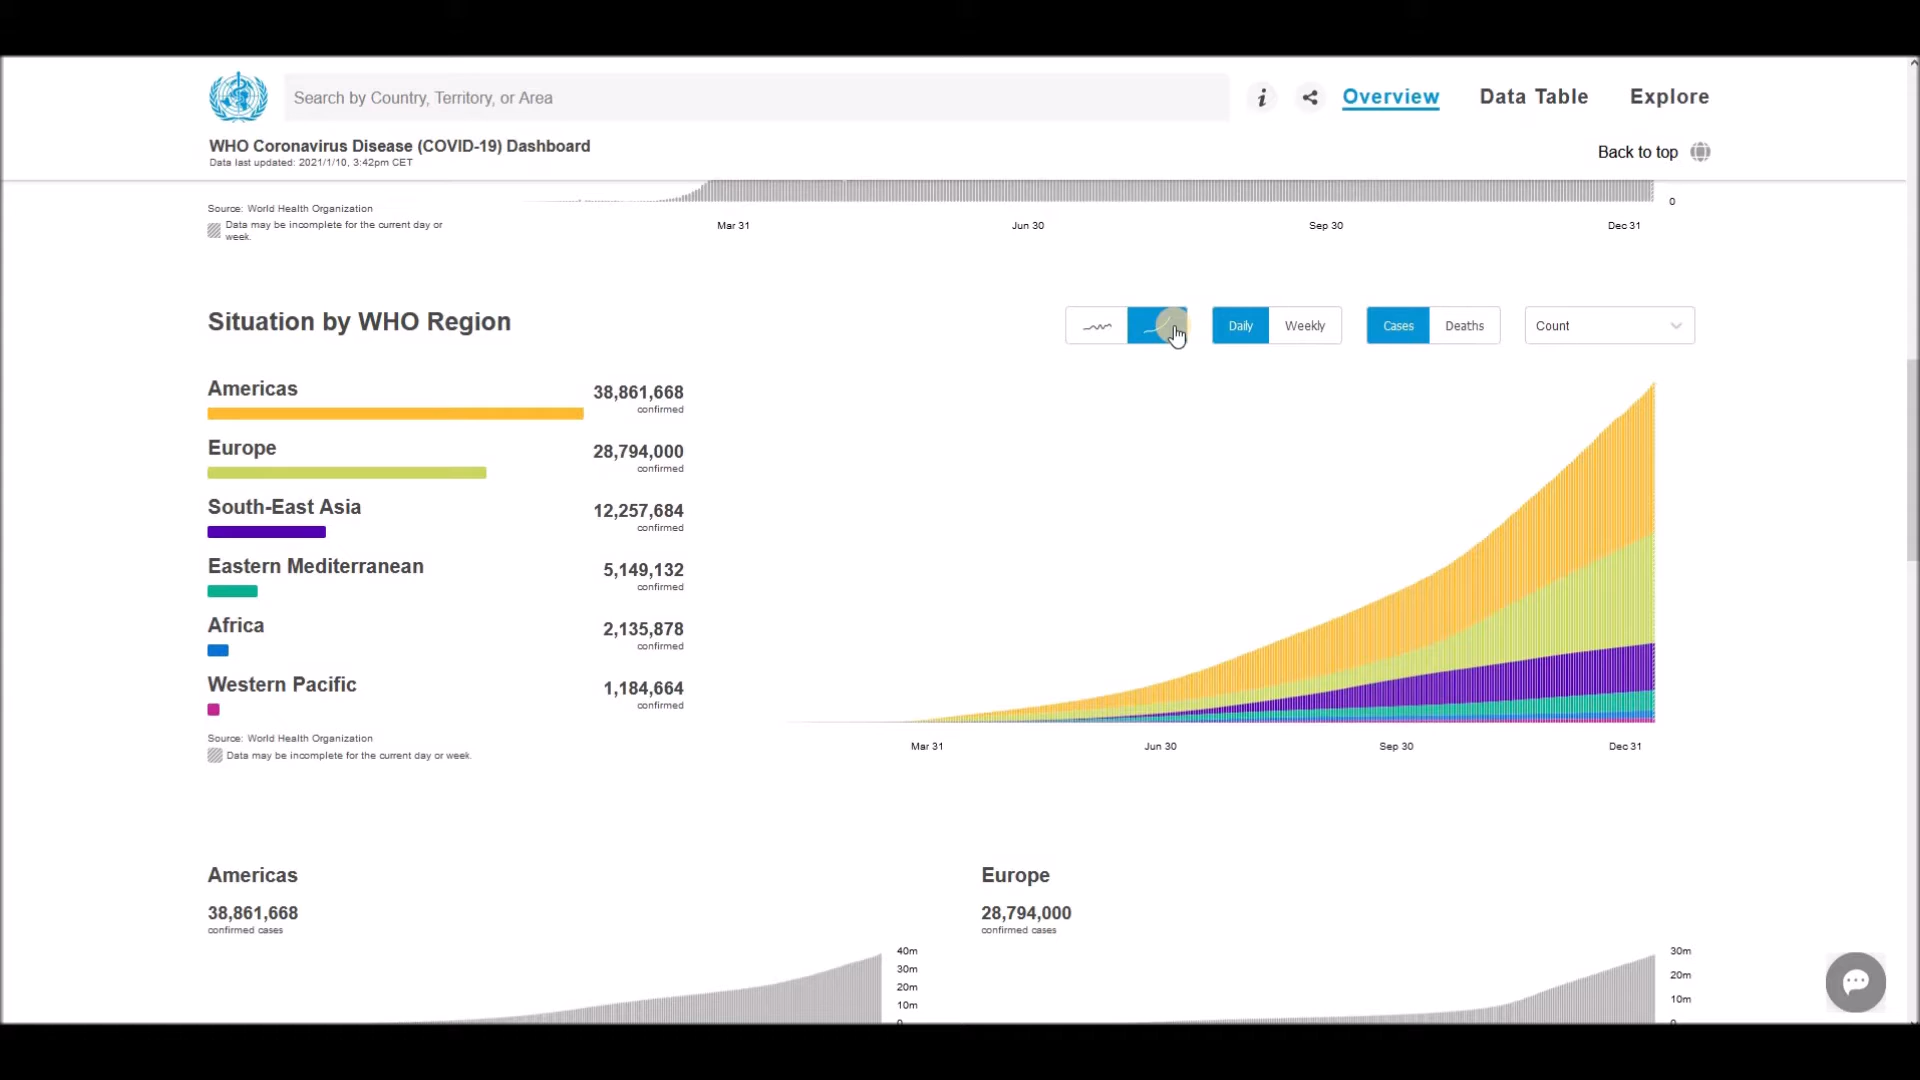 Search by Country, Territory, or Area
i
Overview
Data Table
Explore
WHO Coronavirus Disease (COVID-19) Dashboard
Data last updated: 2021/1/10, 3:42pm CET
Back to top
Source: World Health Organization
Data may be incomplete for the current day or
week.
0
Mar 31
Jun 30
Sep 30
Dec 31
Situation by WHO Region
Daily
Weekly
Cases
Deaths
Count
Americas
38,861,668
confirmed
Europe
28,794,000
confirmed
South-East Asia
12,257,684
confirmed
Eastern Mediterranean
5,149,132
confirmed
Africa
2,135,878
confirmed
Western Pacific
1,184,664
confirmed
Source: World Health Organization
Data may be incomplete for the current day or week.
Mar 31
Jun 30
Sep 30
Dec 31
Americas
38,861,668
confirmed cases
40m
30m
20m
10m
0
Europe
28,794,000
confirmed cases
30m
20m
10m
0